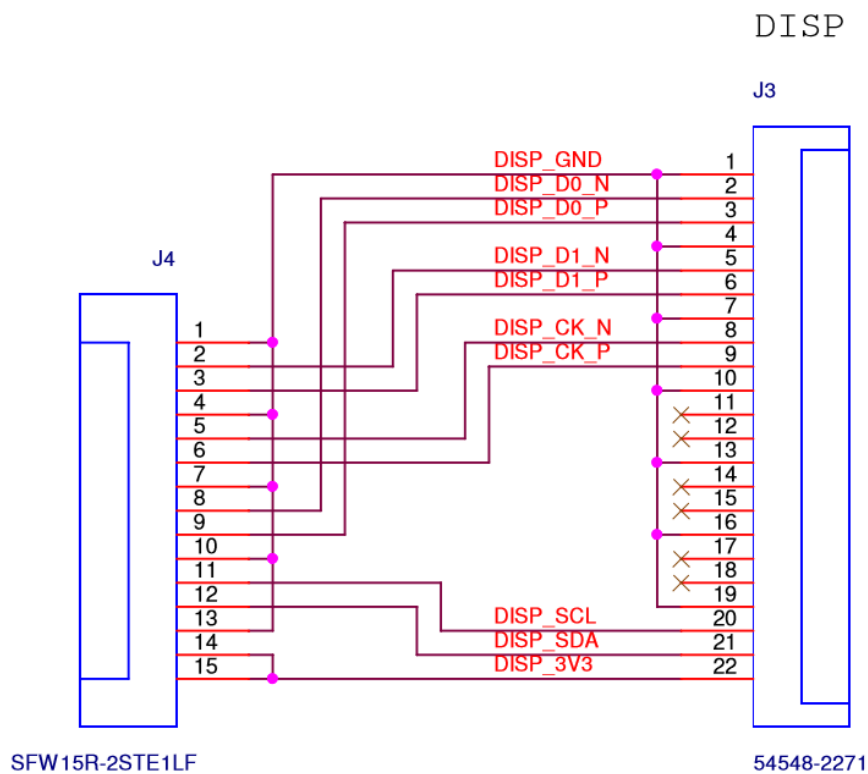 DISP
J3
DISP_GND
1
DISP_D0_N
2
DISP_D0_P
3
4
DISP_D1_N
5
DISP_D1_P
6
7
DISP_CK_N
8
DISP_CK_P
9
10
11
12
13
14
15
16
17
18
19
DISP_SCL
20
DISP_SDA
21
DISP_3V3
22
54548-2271
J4
1
2
3
4
5
6
7
8
9
10
11
12
13
14
15
SFW15R-2STE1LF